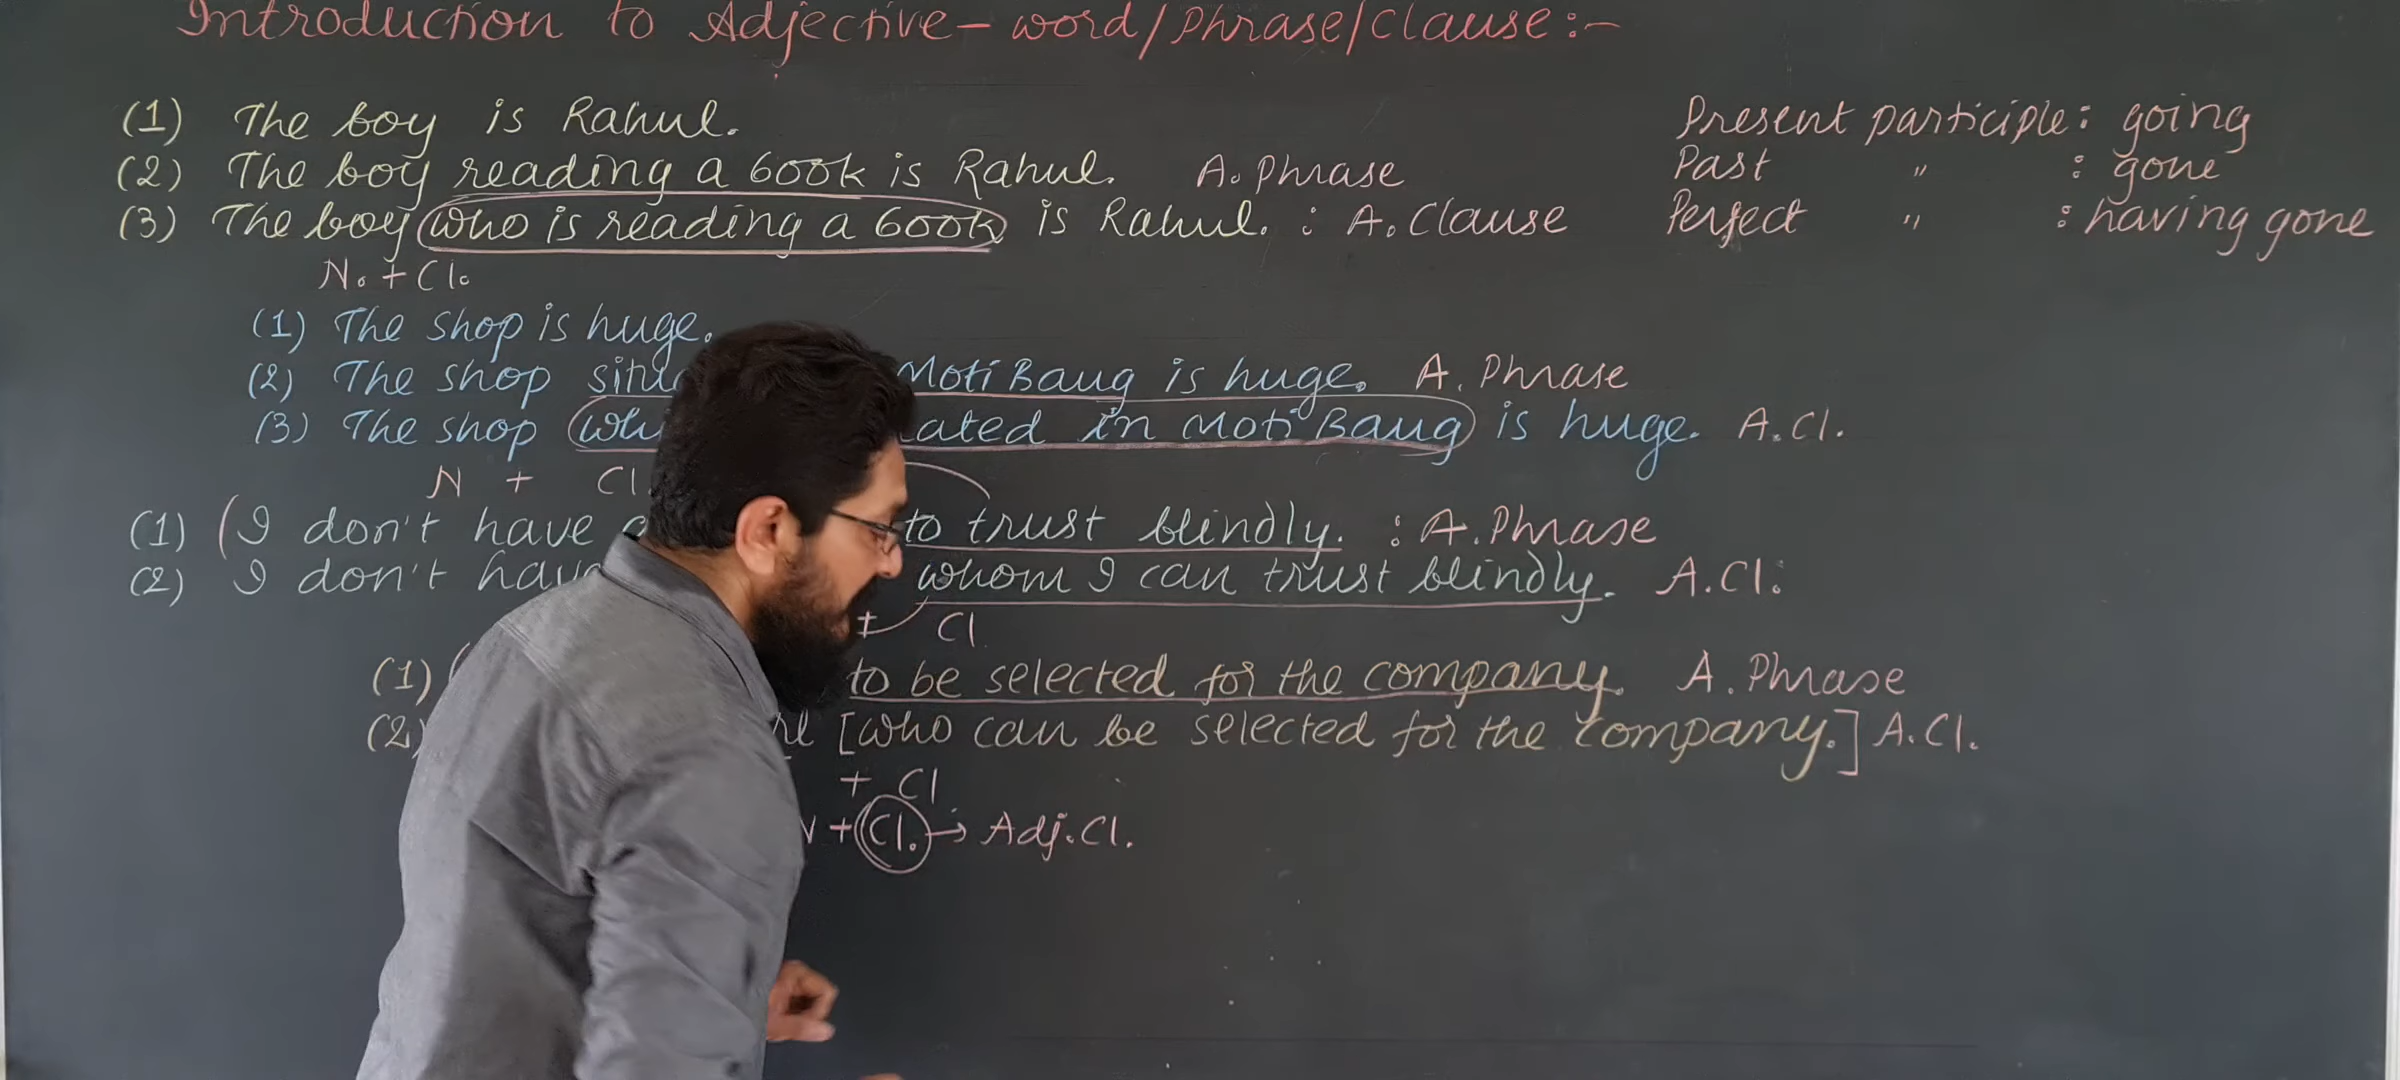 Introduction to Adjective - word/Phrase/Clause:-
(1) The boy is Rahul.
(2) The boy reading a book is Rahul. A. Phrase
(3) The boy who is reading a book is Rahul. : A. Clause
N. + Cl.
Present participle : going
Past " : gone
Perfect " : having gone
(1) The shop is huge.
(2) The shop Moti Baug is huge. A. Phrase
(3) The shop in Moti Baug is huge. A.Cl.
N + Cl.
(1) (I don't have to trust blindly. : A. Phrase
(2) I don't whom I can trust blindly. A.Cl.
+ Cl
(1) to be selected for the company. A. Phrase
(2) [who can be selected for the company.] A.Cl.
+ Cl
+ Cl. → Adj. Cl.